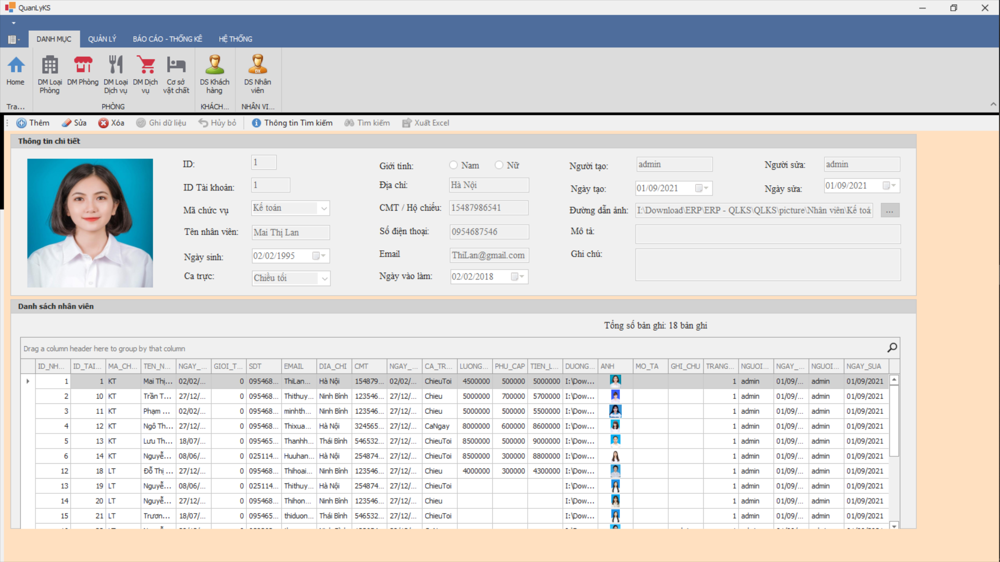 QuanLyKS
DANH MỤC QUẢN LÝ BÁO CÁO - THỐNG KÊ HỆ THỐNG
Home DM Loại Phòng DM Phòng DM Loại Dịch vụ DM Dịch vụ Cơ sở vật chất DS Khách hàng DS Nhân viên
Tra... PHÒNG KHÁCH... NHÂN VI...
Thêm Sửa Xóa Ghi dữ liệu Hủy bỏ Thông tin Tìm kiếm Tìm kiếm Xuất Excel
Thông tin chi tiết
ID: 1 Giới tính: Nam Nữ Người tạo: admin Người sửa: admin
ID Tài khoản: 1 Địa chỉ: Hà Nội Ngày tạo: 01/09/2021 Ngày sửa: 01/09/2021
Mã chức vụ Kế toán CMT / Hộ chiếu: 15487986541 Đường dẫn ảnh: I:\Download\ERP\ERP - QLKS\QLKS\picture\Nhân viên\Kế toá ...
Tên nhân viên: Mai Thị Lan Số điện thoại: 0954687546 Mô tả:
Ngày sinh: 02/02/1995 Email ThiLan@gmail.com Ghi chú:
Ca trực: Chiều tối Ngày vào làm: 02/02/2018
Danh sách nhân viên
Tổng số bản ghi: 18 bản ghi
Drag a column header here to group by that column
ID_NH... ID_TAI... MA_CH... TEN_N... NGAY_... GIOI_T... SDT EMAIL DIA_CHI CMT NGAY_... CA_TR... LUONG... PHU_CAP TIEN_L... DUONG... ANH MO_TA GHI_CHU TRANG... NGUOI... NGAY_... NGUOI... NGAY_SUA
1 1 KT Mai Thị... 02/02/... 0 095468... ThiLan... Hà Nội 154879... 02/02/... ChieuToi 4500000 500000 5000000 I:\Dow... 1 admin 01/09/... admin 01/09/2021
2 10 KT Trần T... 27/12/... 0 095468... Thithuy... Ninh Bình 123546... 27/12/... Chieu 5000000 700000 5700000 I:\Dow... 1 admin 01/09/... admin 01/09/2021
3 11 KT Phạm ... 02/02/... 0 095468... minhth... Ninh Bình 123546... 27/12/... Chieu 5000000 500000 5500000 I:\Dow... 1 admin 01/09/... admin 01/09/2021
4 12 KT Ngô Th... 27/12/... 0 095468... Thixua... Hà Nội 324565... 27/12/... CaNgay 8000000 600000 8600000 I:\Dow... 1 admin 01/09/... admin 01/09/2021
5 13 KT Lưu Th... 18/07/... 0 095465... Thanhh... Thái Bình 546532... 27/12/... ChieuToi 8500000 500000 9000000 I:\Dow... 1 admin 01/09/... admin 01/09/2021
6 14 KT Nguyễ... 08/06/... 0 025114... Huuhan... Hà Nội 254874... 27/12/... ChieuToi 8500000 300000 8800000 I:\Dow... 1 admin 01/09/... admin 01/09/2021
12 18 LT Đỗ Thị ... 27/12/... 0 095468... Thihoai... Ninh Bình 123546... 27/12/... Chieu 4000000 300000 4300000 I:\Dow... 1 admin 01/09/... admin 01/09/2021
13 19 LT Nguyễ... 08/06/... 0 025114... Thithuy... Hà Nội 254874... 27/12/... ChieuToi I:\Dow... 1 admin 01/09/... admin 01/09/2021
14 20 LT Nguyễ... 27/12/... 0 095468... Thihon... Ninh Bình 123546... 27/12/... Chieu I:\Dow... 1 admin 01/09/... admin 01/09/2021
15 21 LT Trươn... 18/07/... 0 095465... thiduon... Thái Bình 546532... 27/12/... ChieuToi I:\Dow... 1 admin 01/09/... admin 01/09/2021